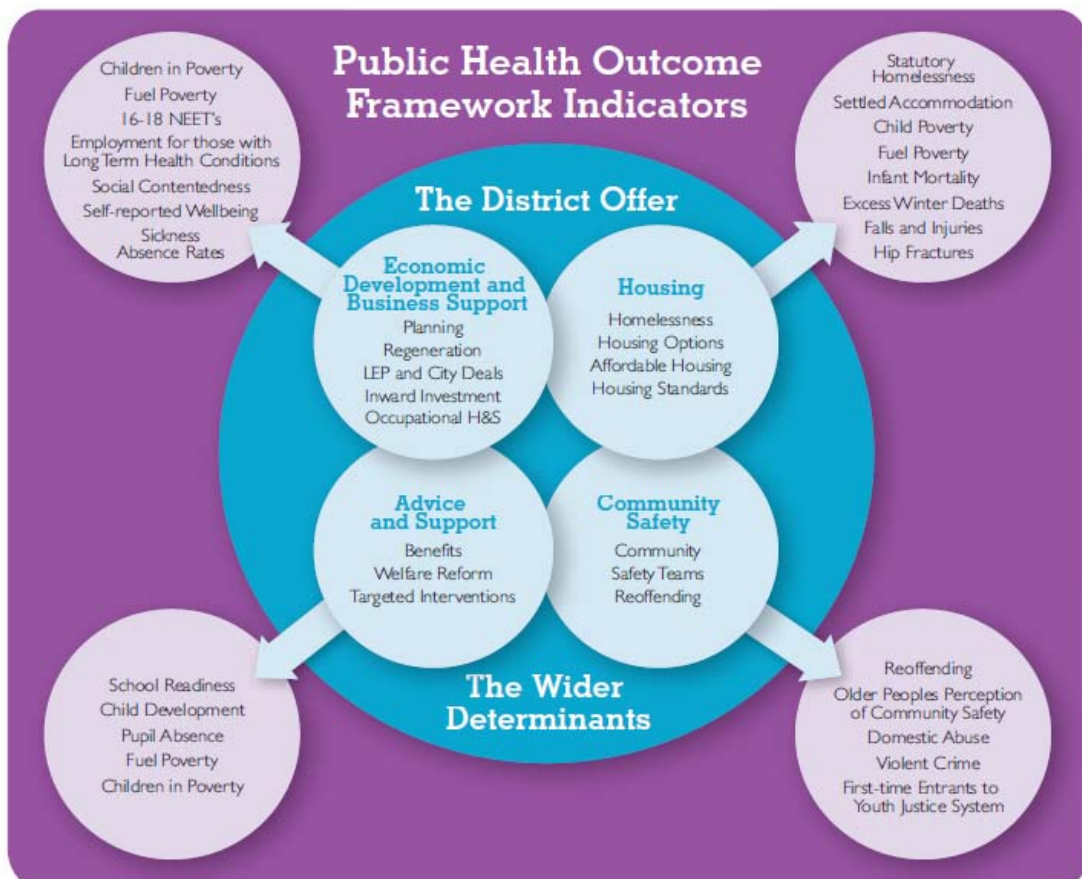 Public Health Outcome
Framework Indicators
Children in Poverty
Fuel Poverty
16-18 NEET's
Employment for those with
Long Term Health Conditions
Social Contentedness
Self-reported Wellbeing
Sickness
Absence Rates
Statutory
Homelessness
Settled Accommodation
Child Poverty
Fuel Poverty
Infant Mortality
Excess Winter Deaths
Falls and Injuries
Hip Fractures
The District Offer
Economic
Development and
Business Support
Planning
Regeneration
LEP and City Deals
Inward Investment
Occupational H&S
Housing
Homelessness
Housing Options
Affordable Housing
Housing Standards
Advice
and Support
Benefits
Welfare Reform
Targeted Interventions
Community
Safety
Community
Safety Teams
Reoffending
The Wider
Determinants
School Readiness
Child Development
Pupil Absence
Fuel Poverty
Children in Poverty
Reoffending
Older Peoples Perception
of Community Safety
Domestic Abuse
Violent Crime
First-time Entrants to
Youth Justice System